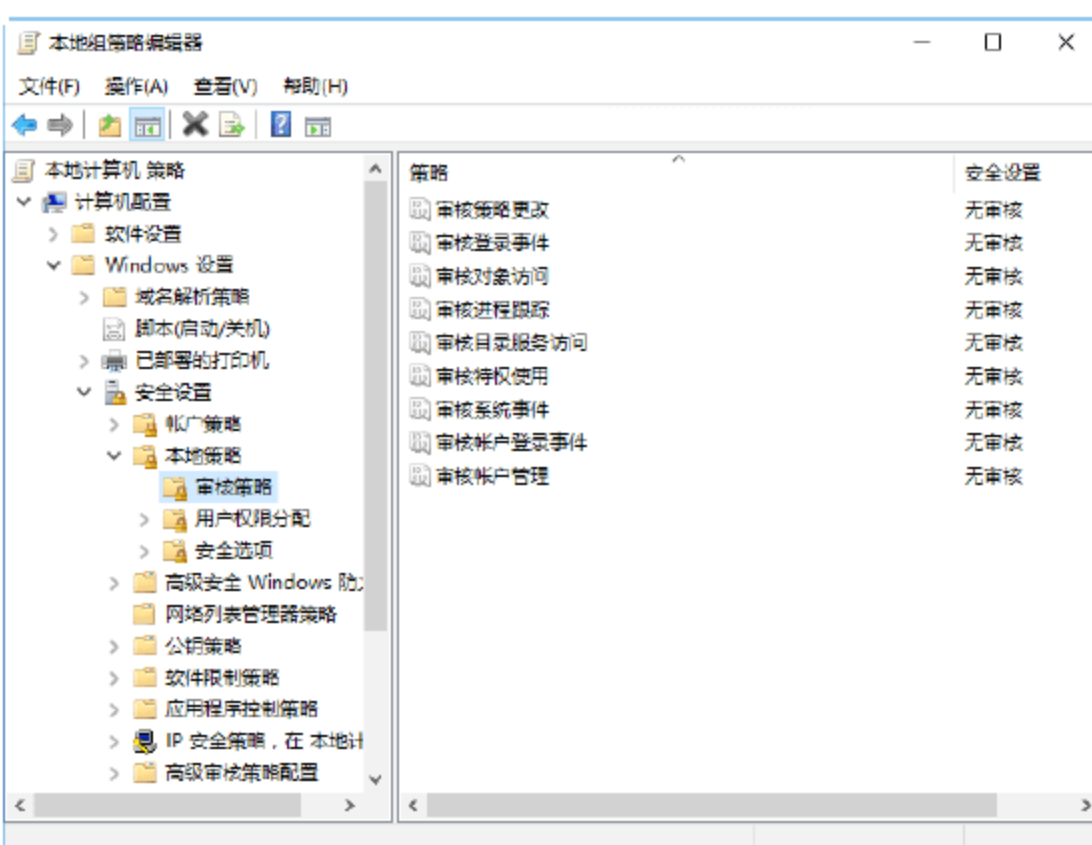 本地组策略编辑器
文件(F) 操作(A) 查看(V) 帮助(H)
本地计算机 策略
计算机配置
软件设置
Windows 设置
域名解析策略
脚本(启动/关机)
已部署的打印机
安全设置
帐户策略
本地策略
审核策略
用户权限分配
安全选项
高级安全 Windows 防
网络列表管理器策略
公钥策略
软件限制策略
应用程序控制策略
IP 安全策略，在 本地计
高级审核策略配置
策略 安全设置
审核策略更改 无审核
审核登录事件 无审核
审核对象访问 无审核
审核进程跟踪 无审核
审核目录服务访问 无审核
审核特权使用 无审核
审核系统事件 无审核
审核帐户登录事件 无审核
审核帐户管理 无审核